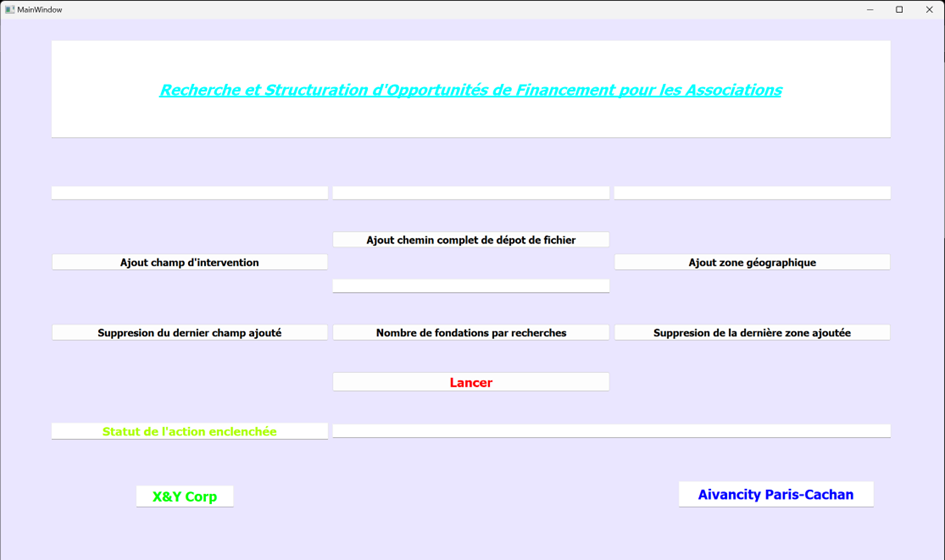 MainWindow
Recherche et Structuration d'Opportunités de Financement pour les Associations
Ajout chemin complet de dépot de fichier
Ajout champ d'intervention
Ajout zone géographique
Suppresion du dernier champ ajouté
Nombre de fondations par recherches
Suppresion de la dernière zone ajoutée
Lancer
Statut de l'action enclenchée
X&Y Corp
Aivancity Paris-Cachan